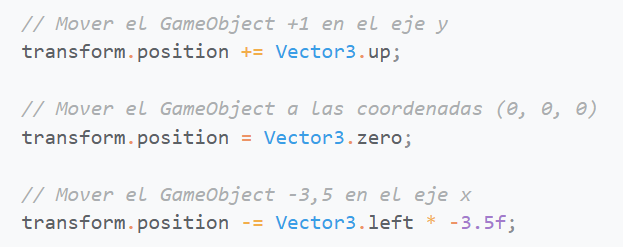 // Mover el GameObject +1 en el eje y
transform.position += Vector3.up;
// Mover el GameObject a las coordenadas (0, 0, 0)
transform.position = Vector3.zero;
// Mover el GameObject -3,5 en el eje x
transform.position -= Vector3.left * -3.5f;